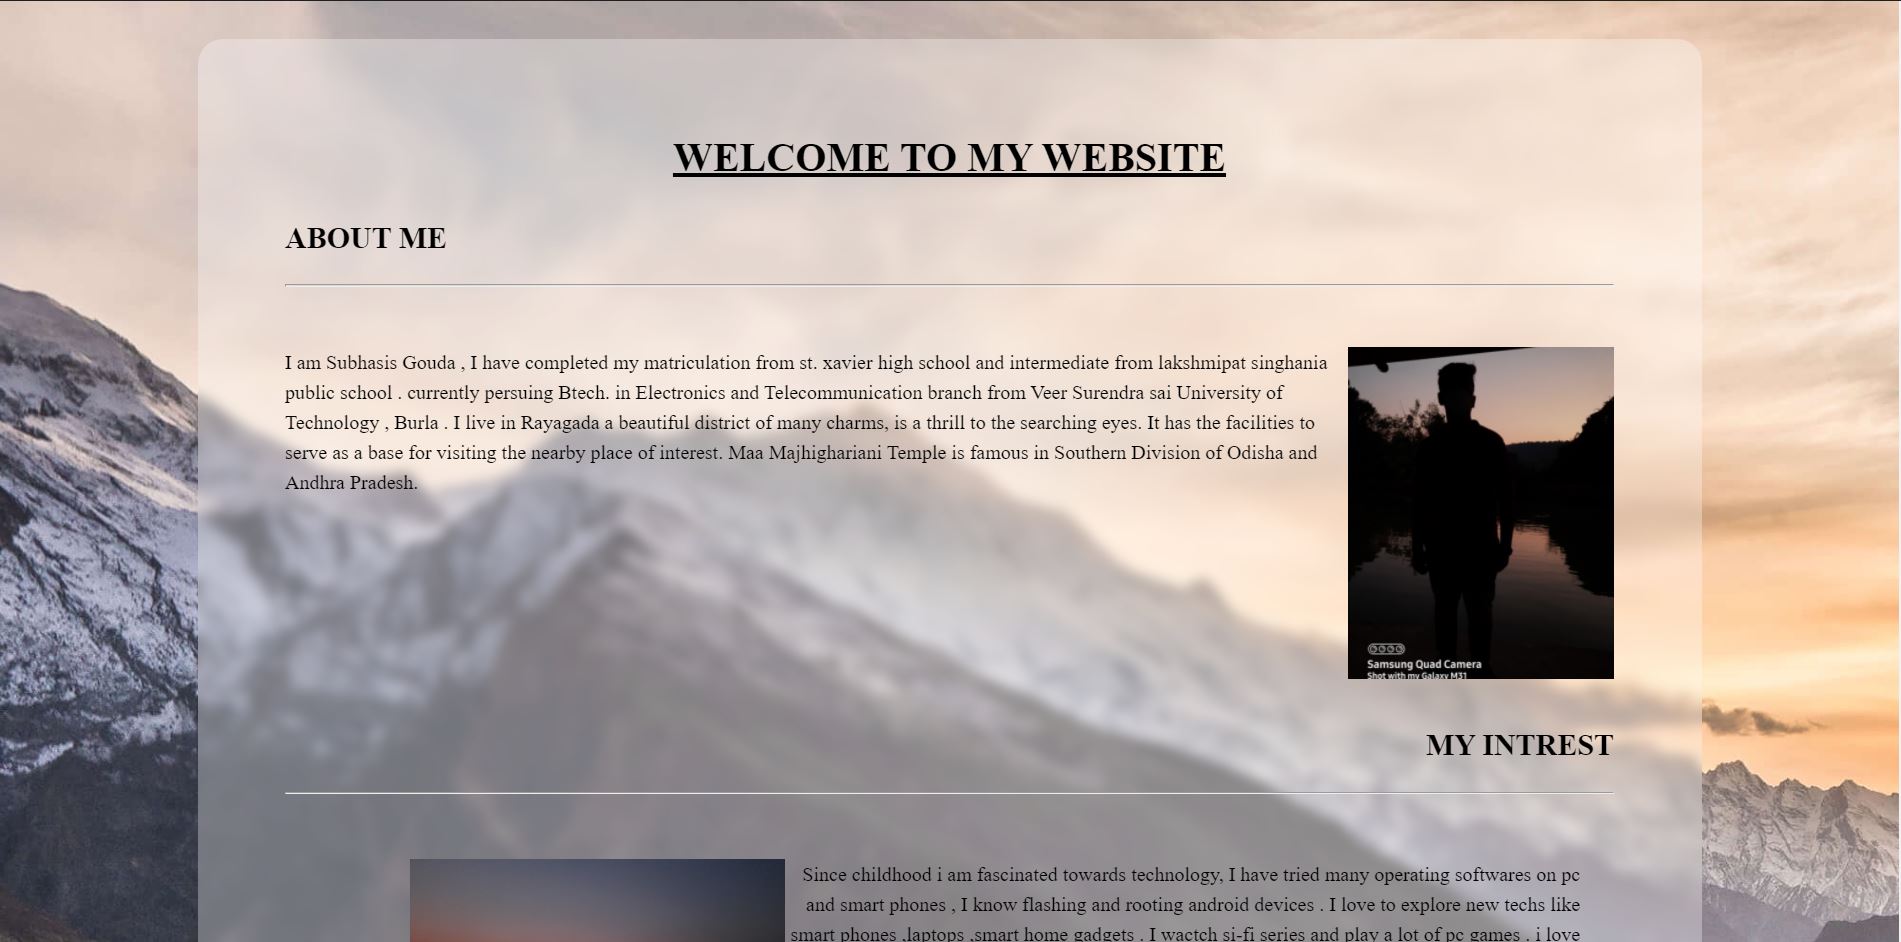 WELCOME TO MY WEBSITE
ABOUT ME
I am Subhasis Gouda , I have completed my matriculation from st. xavier high school and intermediate from lakshmipat singhania
public school . currently persuing Btech. in Electronics and Telecommunication branch from Veer Surendra sai University of
Technology , Burla . I live in Rayagada a beautiful district of many charms, is a thrill to the searching eyes. It has the facilities to
serve as a base for visiting the nearby place of interest. Maa Majhighariani Temple is famous in Southern Division of Odisha and
Andhra Pradesh.
Samsung Quad Camera
Shot with my Galaxy M31
MY INTREST
Since childhood i am fascinated towards technology, I have tried many operating softwares on pc
and smart phones , I know flashing and rooting android devices . I love to explore new techs like
smart phones ,laptops ,smart home gadgets . I wactch si-fi series and play a lot of pc games . i love